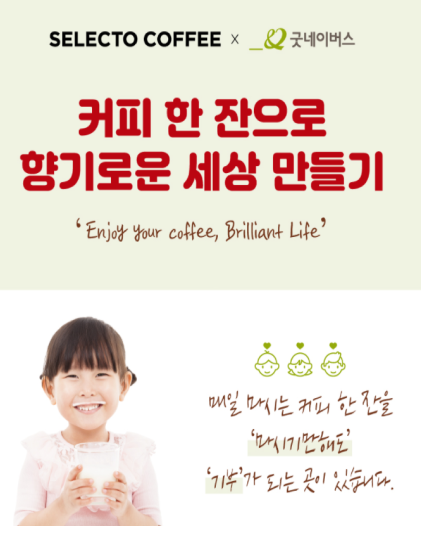 SELECTO COFFEE x 굿네이버스
커피 한 잔으로
향기로운 세상 만들기
‘Enjoy your coffee, Brilliant Life’
매일 마시는 커피 한 잔을
‘마시기만해도’
‘기부’가 되는 곳이 있습니다.